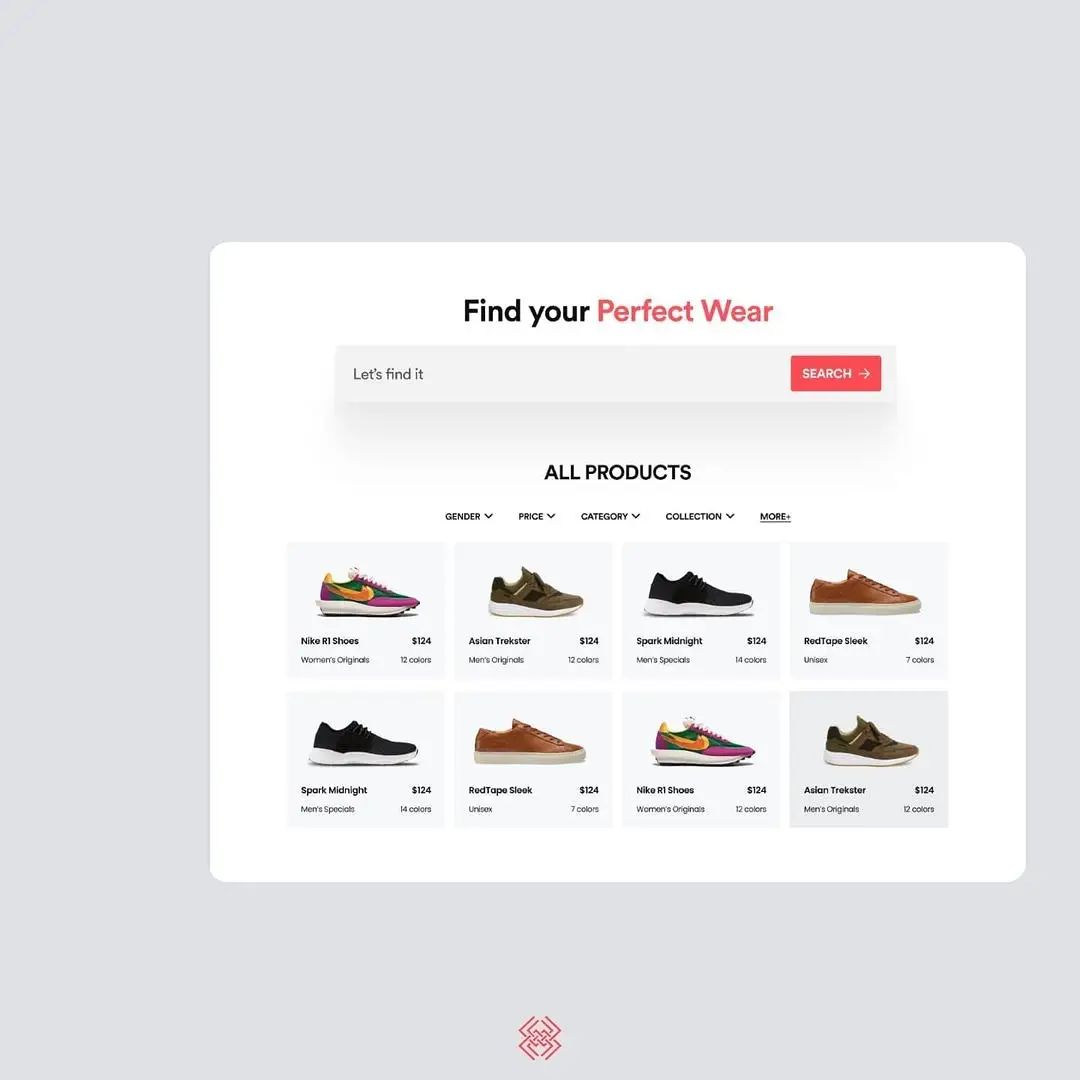 Find your Perfect Wear
Let's find it
SEARCH
ALL PRODUCTS
GENDER PRICE CATEGORY COLLECTION MORE+
Nike R1 Shoes $124
Women's Originals 12 colors
Asian Trekster $124
Men's Originals 12 colors
Spark Midnight $124
Men's Specials 14 colors
RedTape Sleek $124
Unisex 7 colors
Spark Midnight $124
Men's Specials 14 colors
RedTape Sleek $124
Unisex 7 colors
Nike R1 Shoes $124
Women's Originals 12 colors
Asian Trekster $124
Men's Originals 12 colors